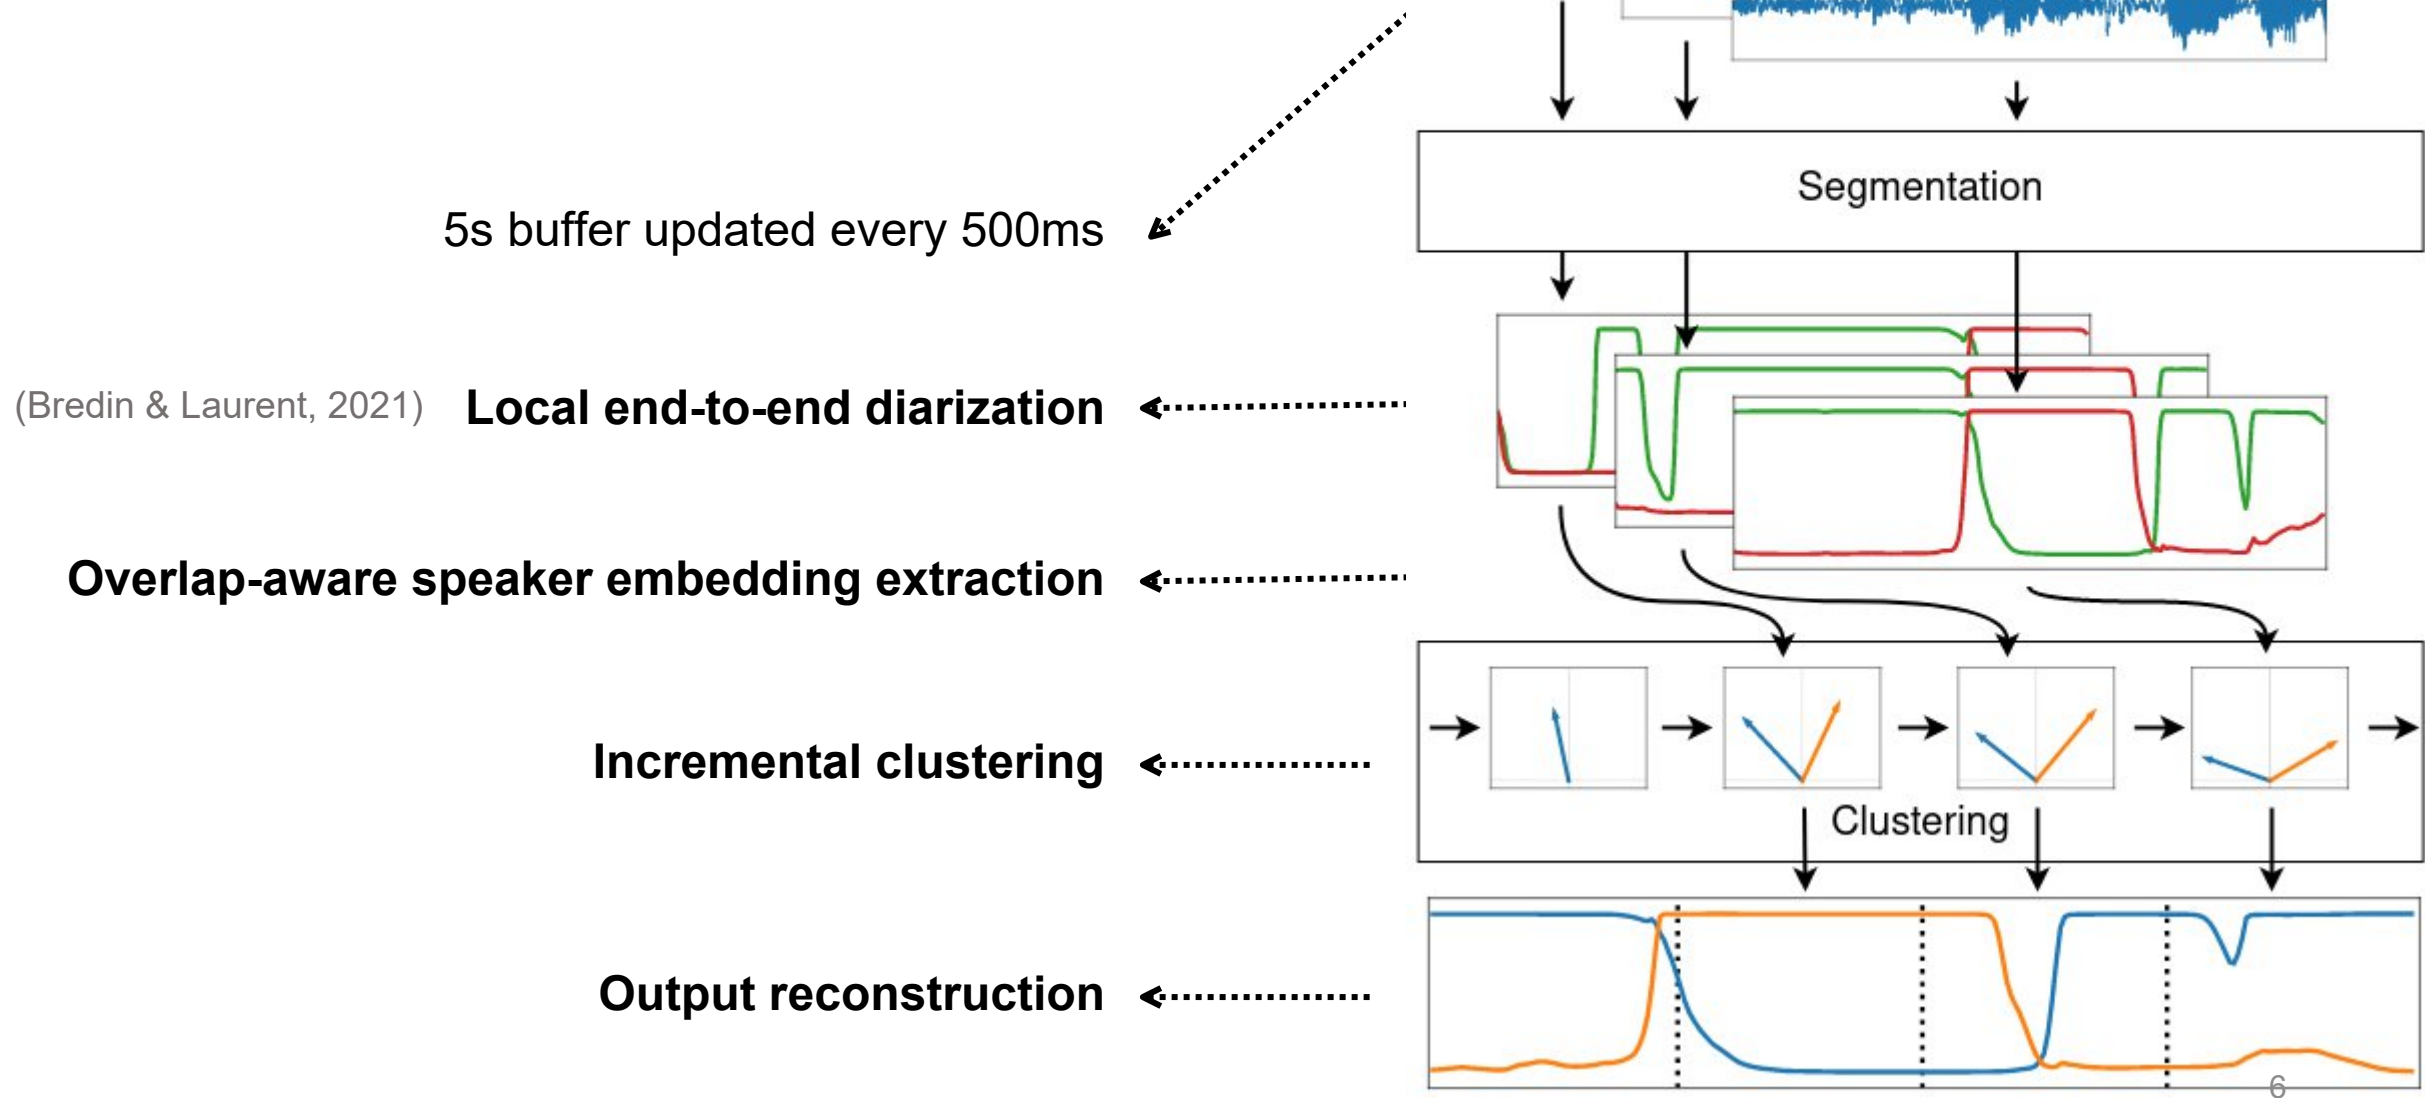 Segmentation
5s buffer updated every 500ms
(Bredin & Laurent, 2021) Local end-to-end diarization
Overlap-aware speaker embedding extraction
Incremental clustering
Clustering
Output reconstruction
6